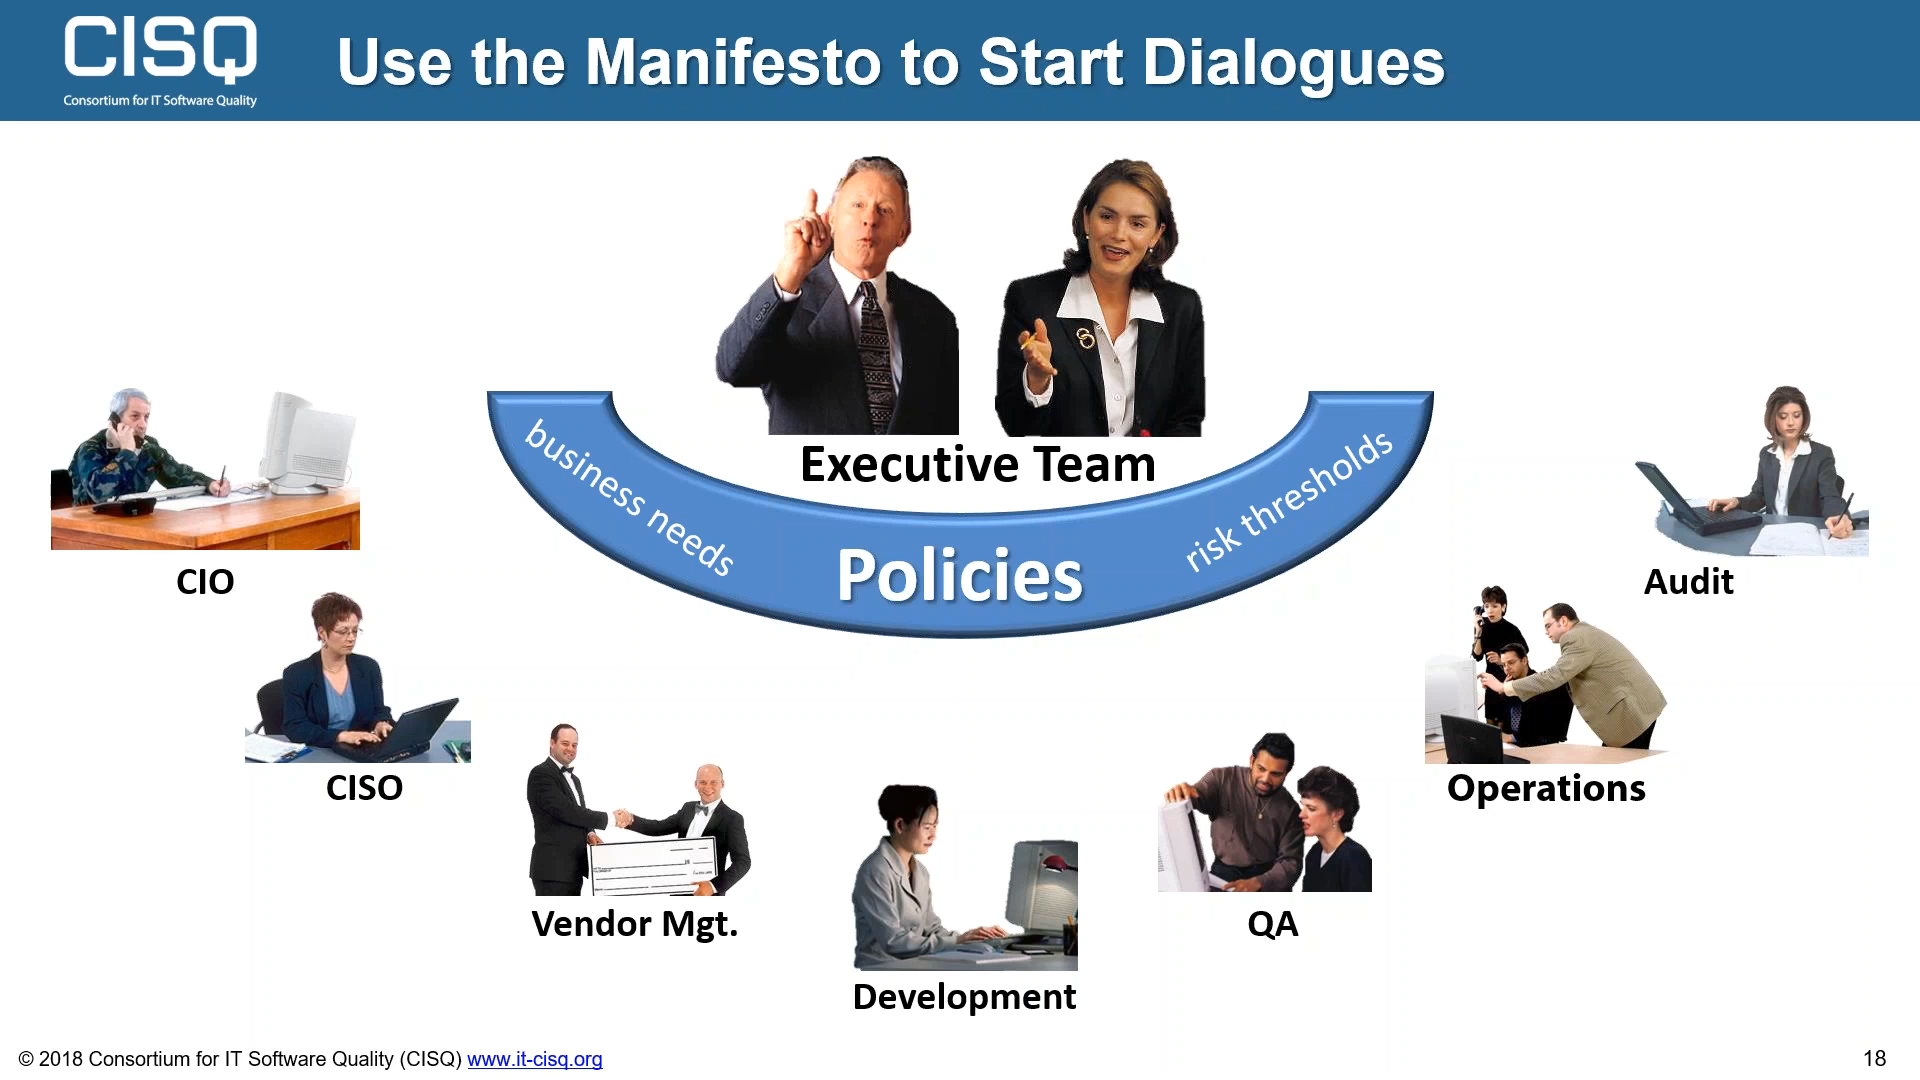 CISQ
Consortium for IT Software Quality
Use the Manifesto to Start Dialogues
Executive Team
business needs
Policies
risk thresholds
CIO
CISO
Vendor Mgt.
Development
QA
Operations
Audit
© 2018 Consortium for IT Software Quality (CISQ) www.it-cisq.org
18